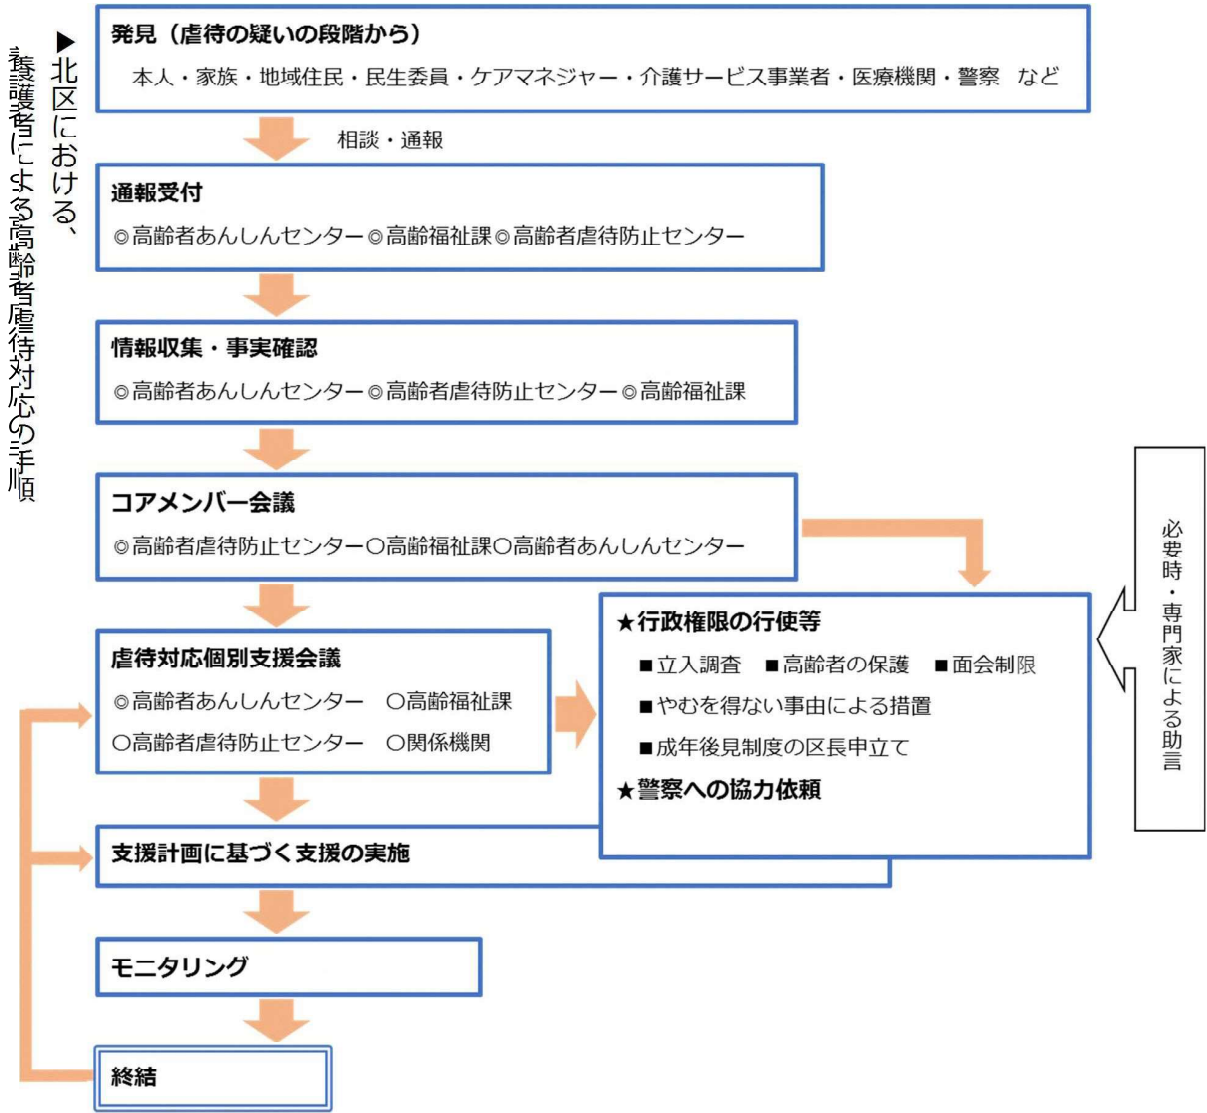 ▶北区における、
養護者による高齢者虐待対応の手順
発見（虐待の疑いの段階から）
本人・家族・地域住民・民生委員・ケアマネジャー・介護サービス事業者・医療機関・警察　など
相談・通報
通報受付
◎高齢者あんしんセンター◎高齢福祉課◎高齢者虐待防止センター
情報収集・事実確認
◎高齢者あんしんセンター◎高齢者虐待防止センター◎高齢福祉課
コアメンバー会議
◎高齢者虐待防止センター〇高齢福祉課〇高齢者あんしんセンター
虐待対応個別支援会議
◎高齢者あんしんセンター　〇高齢福祉課
〇高齢者虐待防止センター　〇関係機関
★行政権限の行使等
■立入調査　■高齢者の保護　■面会制限
■やむを得ない事由による措置
■成年後見制度の区長申立て
★警察への協力依頼
必要時・専門家による助言
支援計画に基づく支援の実施
モニタリング
終結